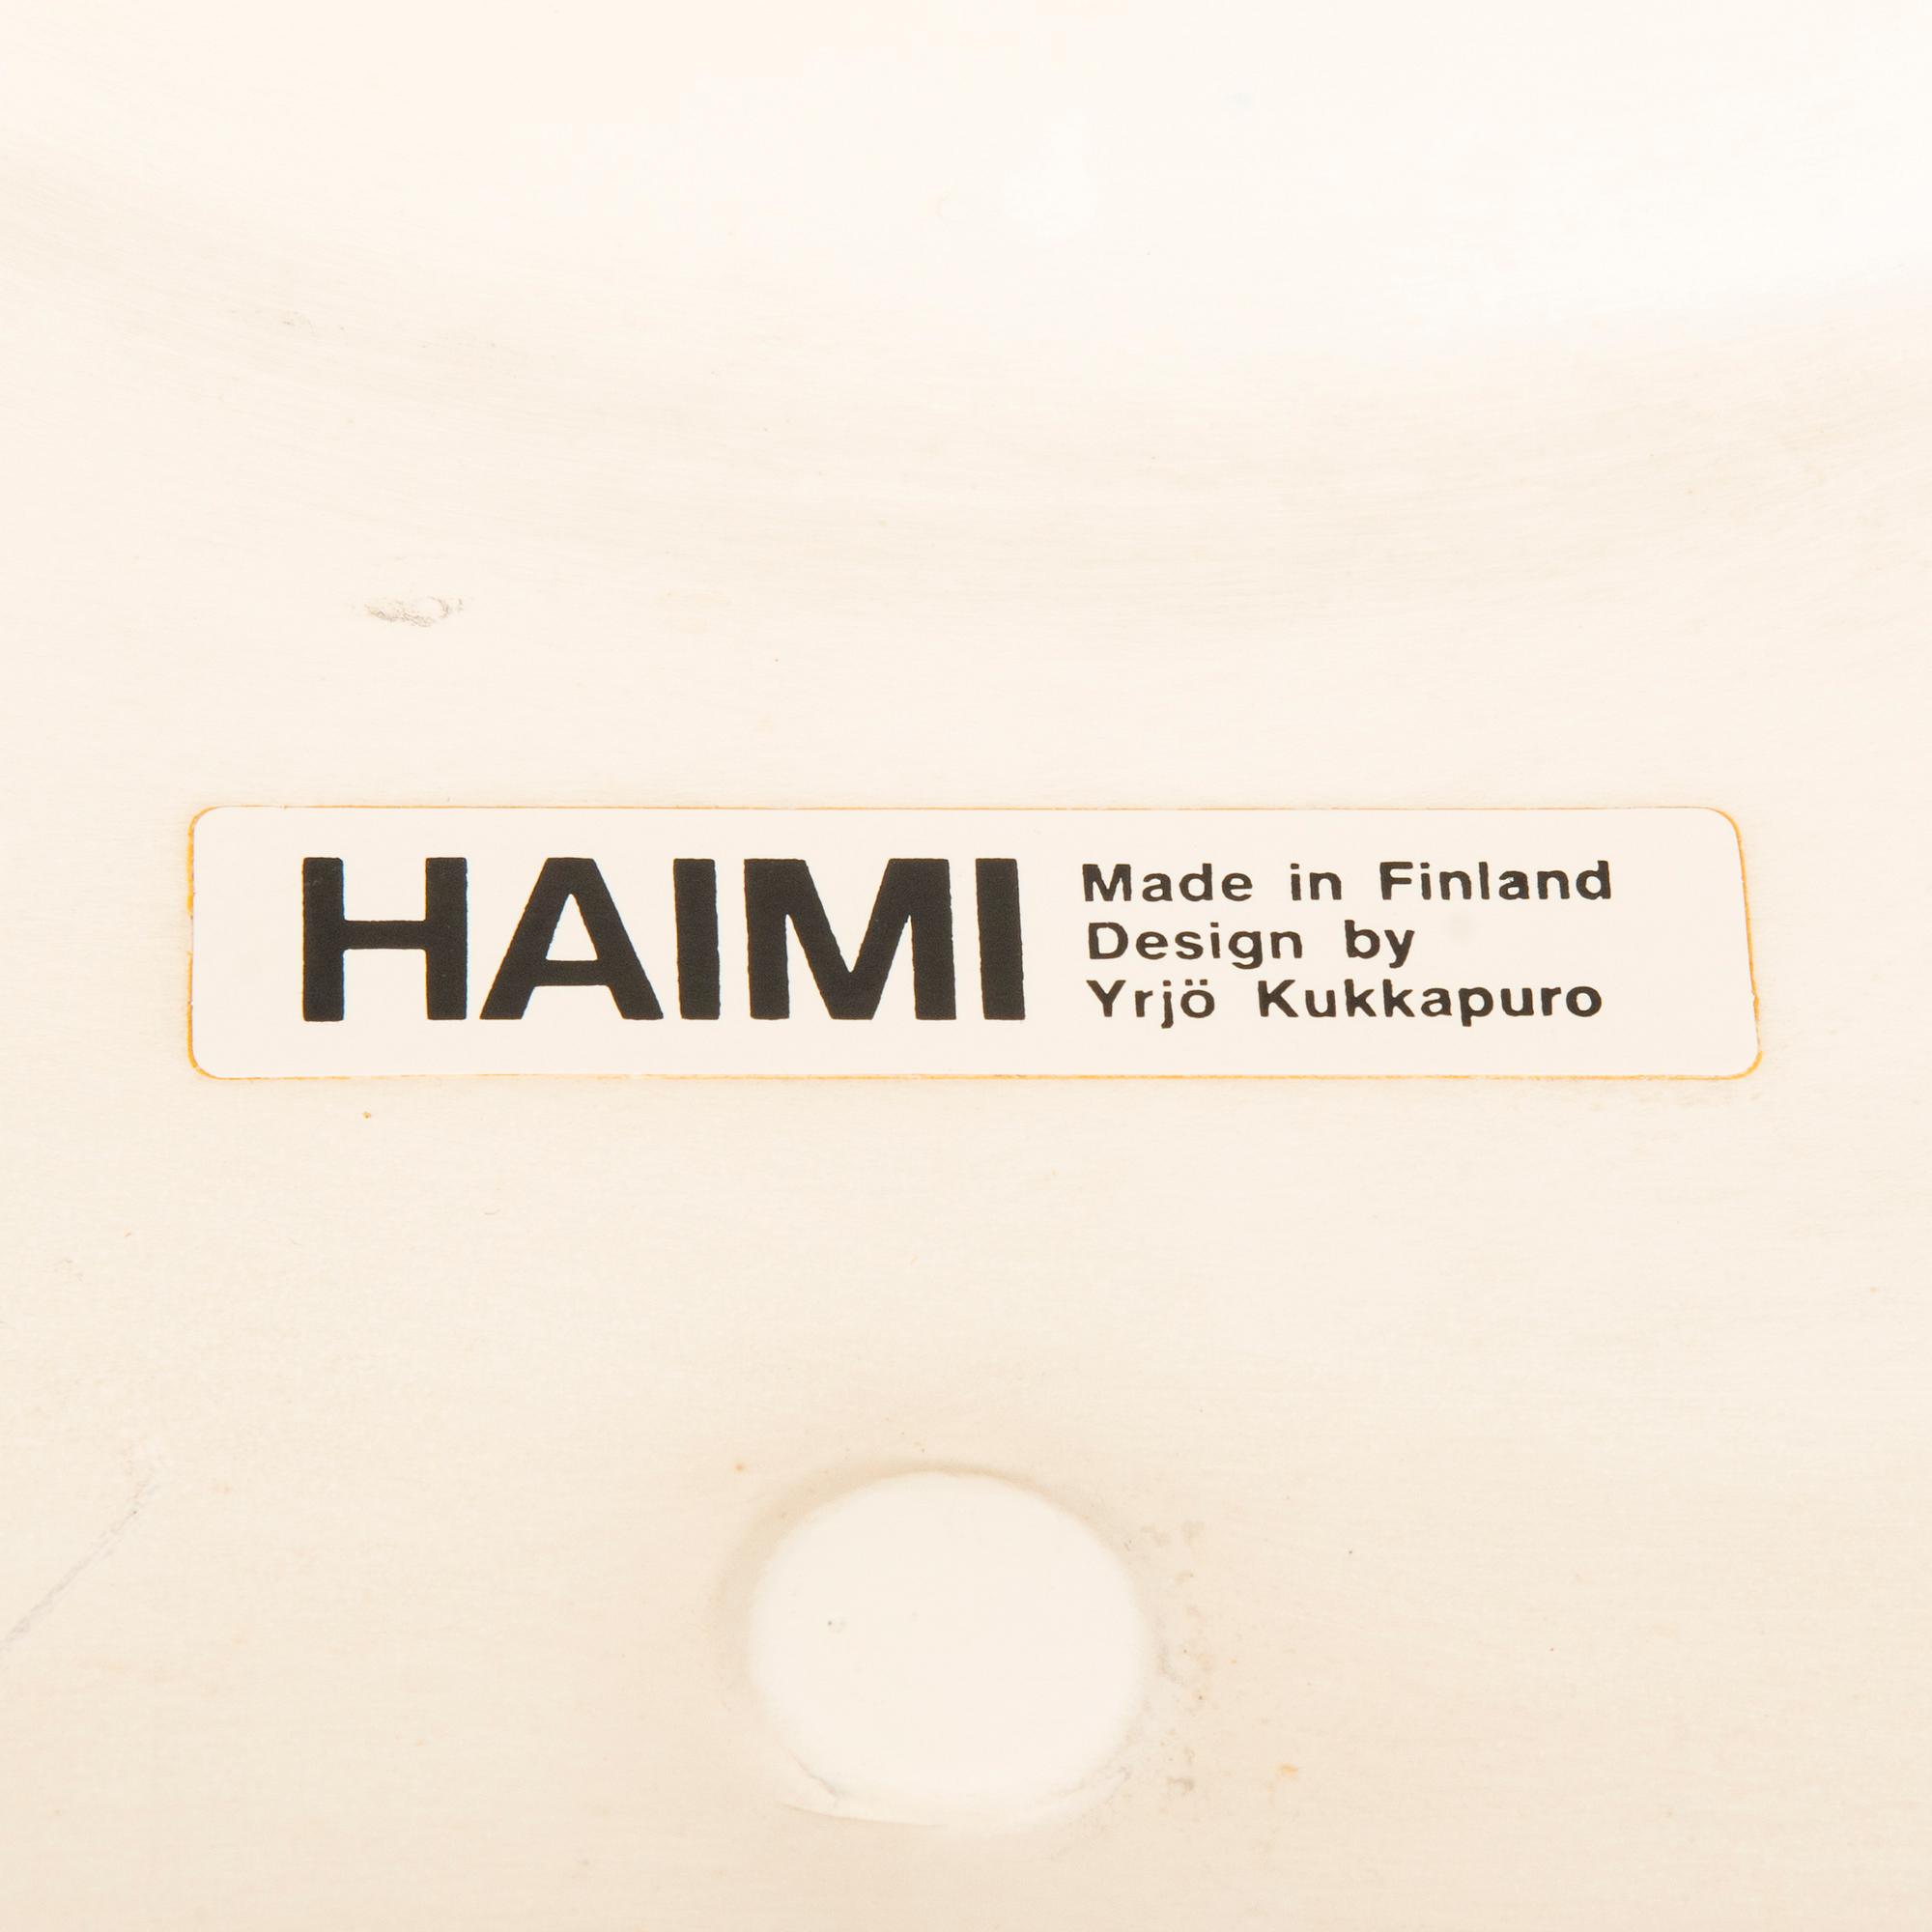 HAIMI
Made in Finland
Design by
Yrjö Kukkapuro